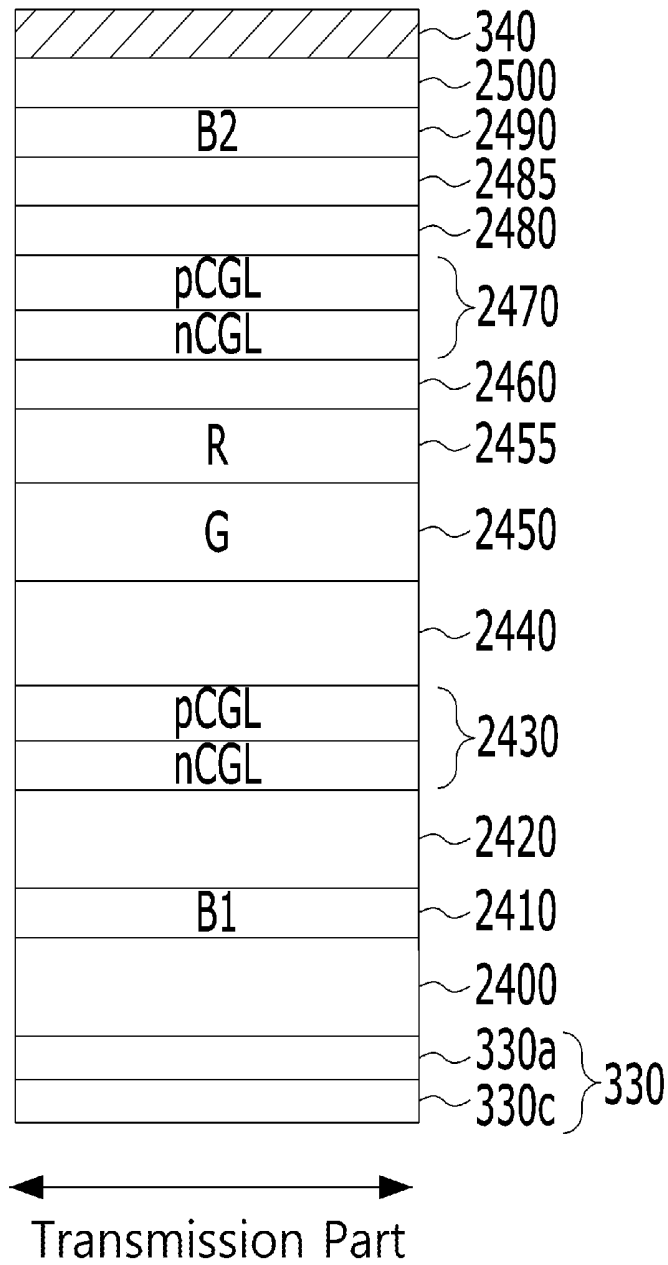 340
2500
B2 2490
2485
2480
pCGL
2470
nCGL
2460
R 2455
G 2450
2440
pCGL
2430
nCGL
2420
B1 2410
2400
330a
330
330c
Transmission Part